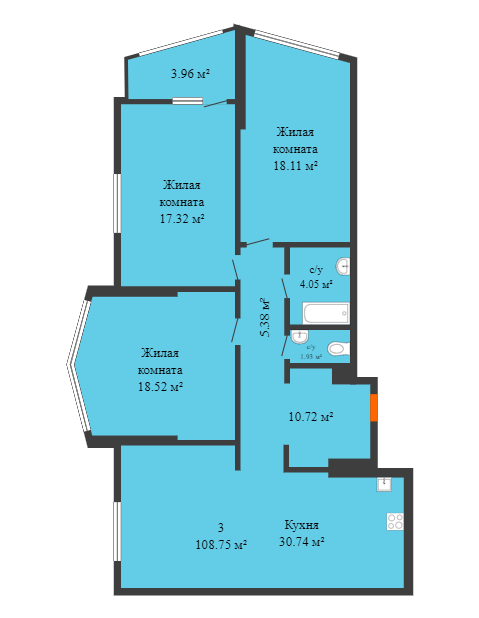 3.96 м²
Жилая
комната
18.11 м²
Жилая
комната
17.32 м²
с/у
4.05 м²
5.38 м²
с/у
1.93 м²
Жилая
комната
18.52 м²
10.72 м²
3
108.75 м²
Кухня
30.74 м²